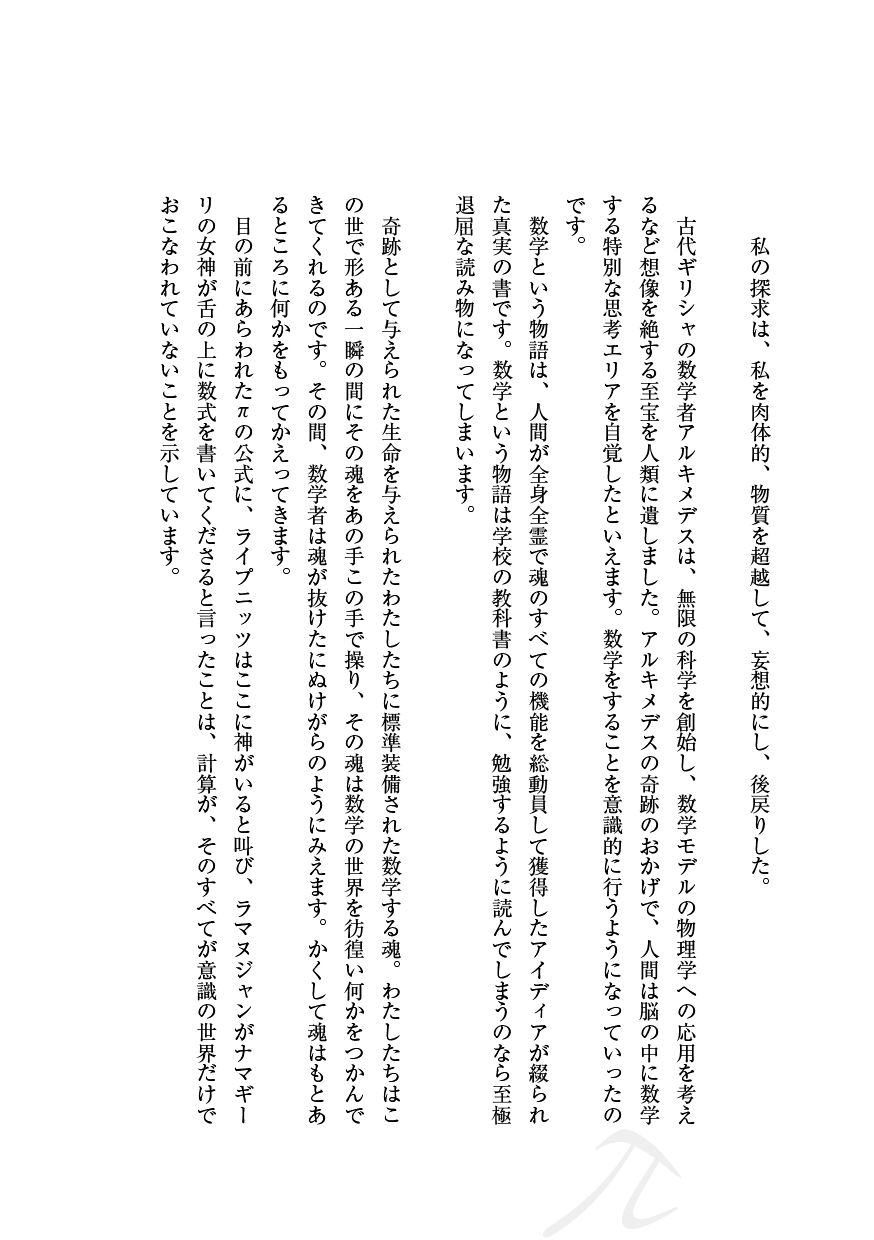 私の探求は、私を肉体的、物質を超越して、妄想的にし、後戻りした。
古代ギリシャの数学者アルキメデスは、無限の科学を創始し、数学モデルの物理学への応用を考え
るなど想像を絶する至宝を人類に遺しました。アルキメデスの奇跡のおかげで、人間は脳の中に数学
する特別な思考エリアを自覚したといえます。数学をすることを意識的に行うようになっていったの
です。
数学という物語は、人間が全身全霊で魂のすべての機能を総動員して獲得したアイディアが綴られ
た真実の書です。数学という物語は学校の教科書のように、勉強するように読んでしまうのなら至極
退屈な読み物になってしまいます。
奇跡として与えられた生命を与えられたわたしたちに標準装備された数学する魂。わたしたちはこ
の世で形ある一瞬の間にその魂をあの手この手で操り、その魂は数学の世界を彷徨い何かをつかんで
きてくれるのです。その間、数学者は魂が抜けたにぬけがらのようにみえます。かくして魂はもとあ
るところに何かをもってかえってきます。
目の前にあらわれたπの公式に、ライプニッツはここに神がいると叫び、ラマヌジャンがナマギー
リの女神が舌の上に数式を書いてくださると言ったことは、計算が、そのすべてが意識の世界だけで
おこなわれていないことを示しています。
π